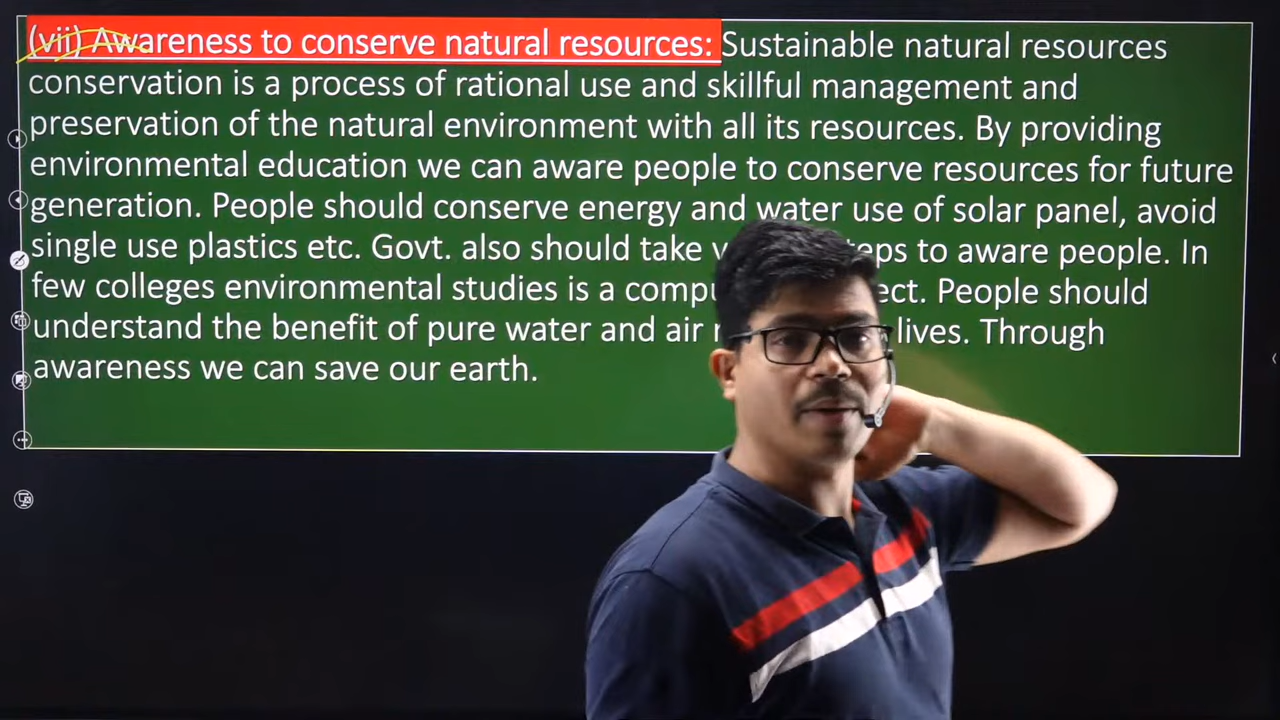 (vii) Awareness to conserve natural resources: Sustainable natural resources
conservation is a process of rational use and skillful management and
preservation of the natural environment with all its resources. By providing
environmental education we can aware people to conserve resources for future
generation. People should conserve energy and water use of solar panel, avoid
single use plastics etc. Govt. also should take to aware people. In
few colleges environmental studies is a People should
understand the benefit of pure water and air lives. Through
awareness we can save our earth.